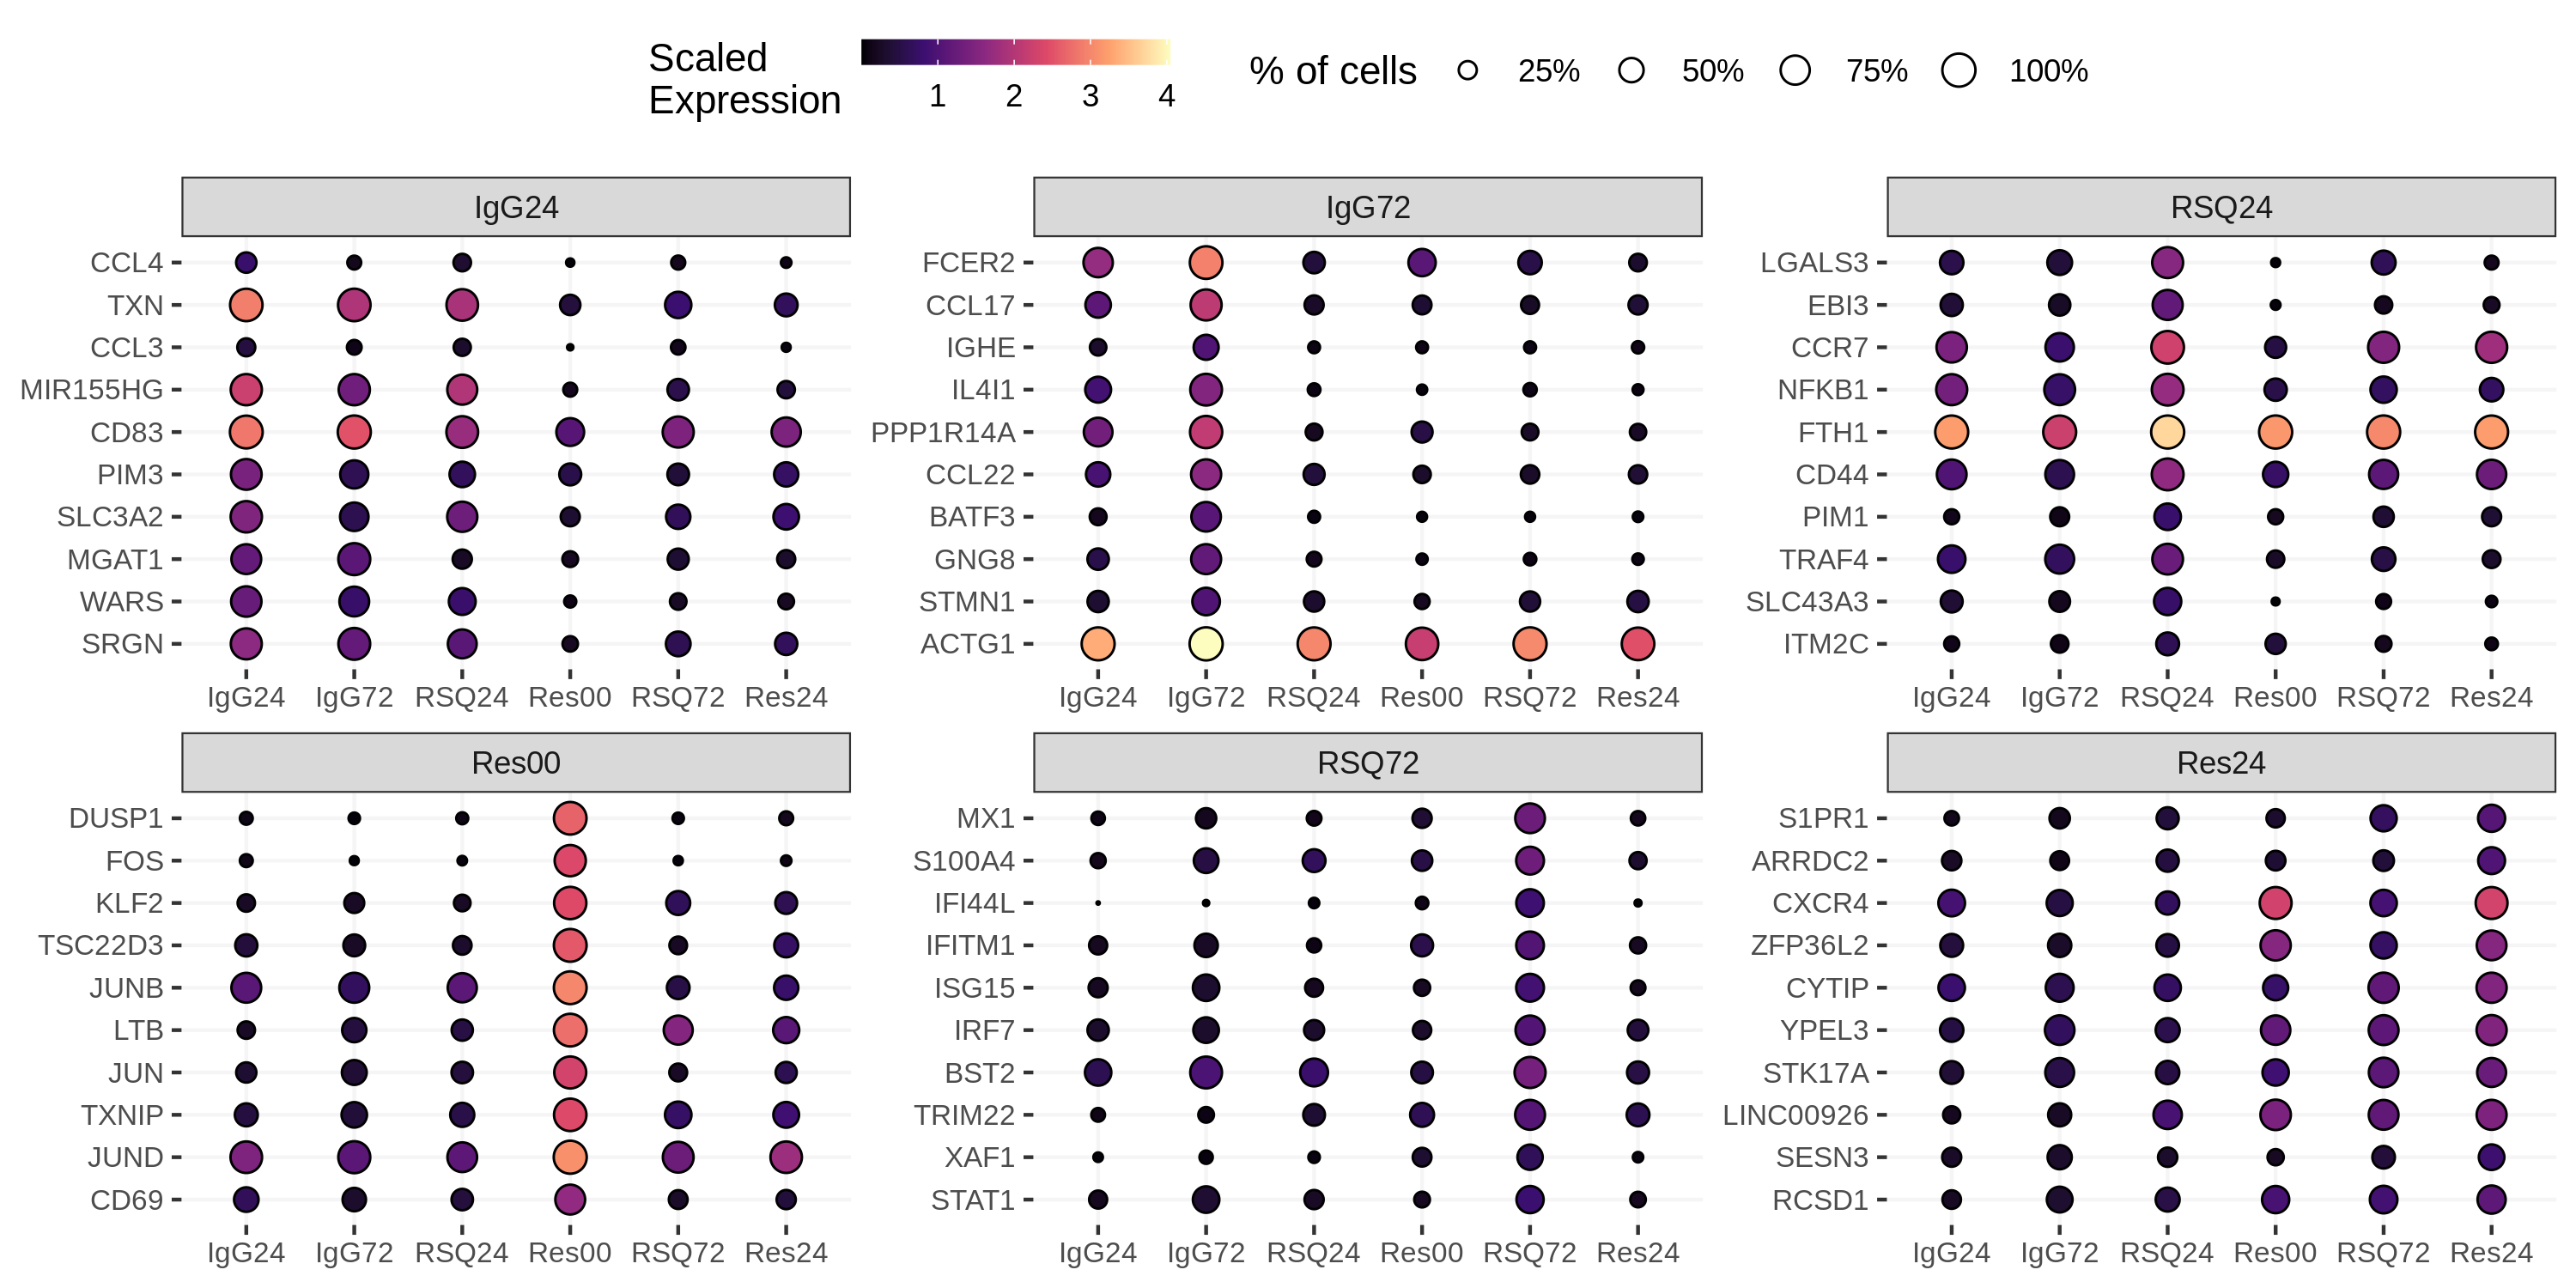 Scaled
Expression
1 2 3 4
% of cells 25% 50% 75% 100%
IgG24
CCL4
TXN
CCL3
MIR155HG
CD83
PIM3
SLC3A2
MGAT1
WARS
SRGN
IgG24 IgG72 RSQ24 Res00 RSQ72 Res24
IgG72
FCER2
CCL17
IGHE
IL4I1
PPP1R14A
CCL22
BATF3
GNG8
STMN1
ACTG1
IgG24 IgG72 RSQ24 Res00 RSQ72 Res24
RSQ24
LGALS3
EBI3
CCR7
NFKB1
FTH1
CD44
PIM1
TRAF4
SLC43A3
ITM2C
IgG24 IgG72 RSQ24 Res00 RSQ72 Res24
Res00
DUSP1
FOS
KLF2
TSC22D3
JUNB
LTB
JUN
TXNIP
JUND
CD69
IgG24 IgG72 RSQ24 Res00 RSQ72 Res24
RSQ72
MX1
S100A4
IFI44L
IFITM1
ISG15
IRF7
BST2
TRIM22
XAF1
STAT1
IgG24 IgG72 RSQ24 Res00 RSQ72 Res24
Res24
S1PR1
ARRDC2
CXCR4
ZFP36L2
CYTIP
YPEL3
STK17A
LINC00926
SESN3
RCSD1
IgG24 IgG72 RSQ24 Res00 RSQ72 Res24